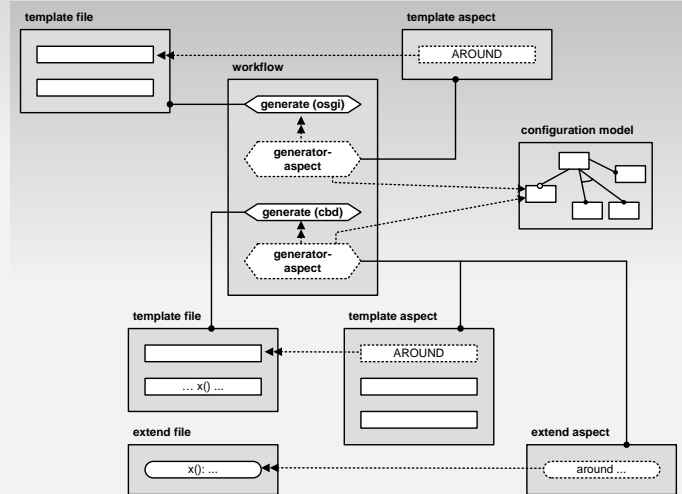 template file
template aspect
AROUND
workflow
generate (osgi)
generator-
aspect
configuration model
generate (cbd)
generator-
aspect
template file
template aspect
AROUND
... x() ...
extend file
extend aspect
x(): ...
around ...